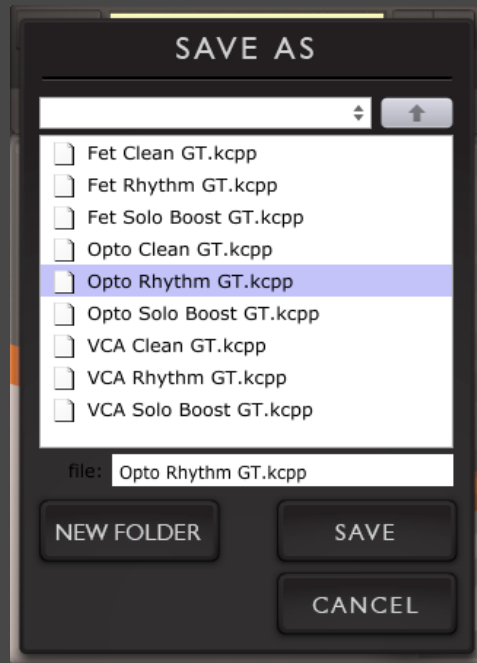 SAVE AS
Fet Clean GT.kcpp
Fet Rhythm GT.kcpp
Fet Solo Boost GT.kcpp
Opto Clean GT.kcpp
Opto Rhythm GT.kcpp
Opto Solo Boost GT.kcpp
VCA Clean GT.kcpp
VCA Rhythm GT.kcpp
VCA Solo Boost GT.kcpp
file: Opto Rhythm GT.kcpp
NEW FOLDER SAVE
CANCEL